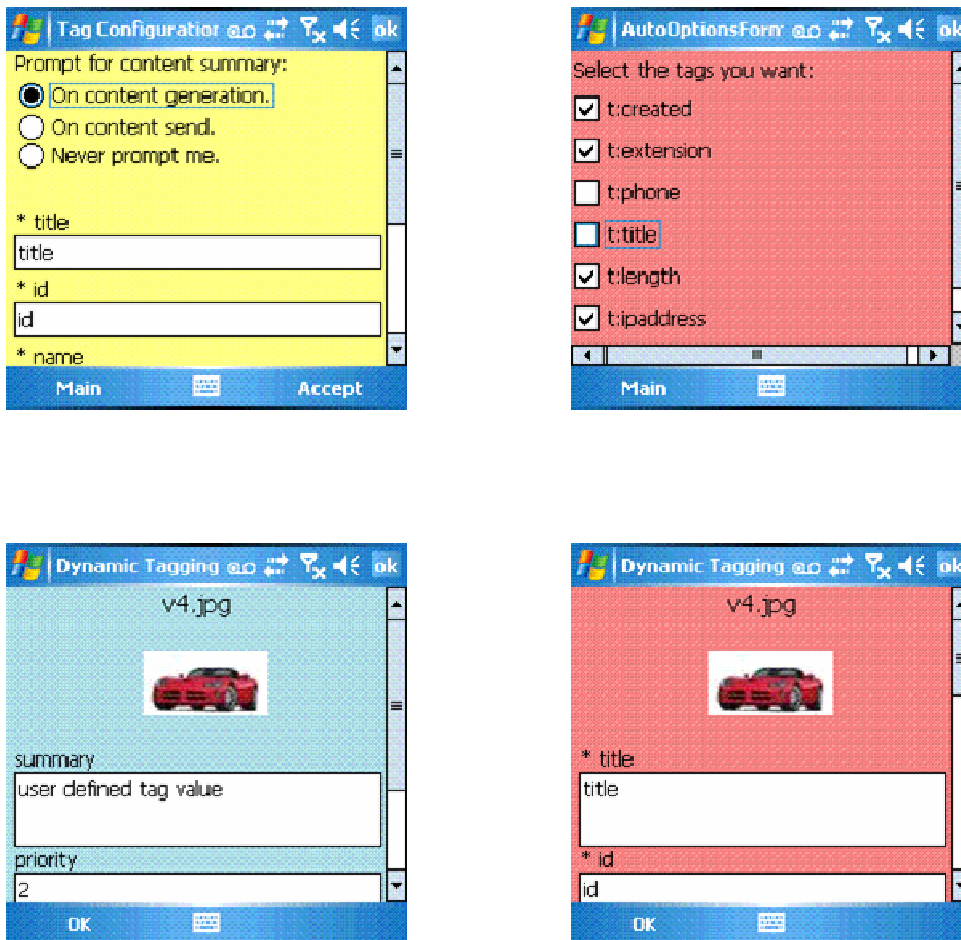 Tag Configuration ok
Prompt for content summary:
On content generation.
On content send.
Never prompt me.
* title
title
* id
id
* name
Main Accept
AutoOptionsForm ok
Select the tags you want:
t:created
t:extension
t:phone
t:title
t:length
t:ipaddress
Main
Dynamic Tagging ok
v4.jpg
summary
user defined tag value
priority
2
OK
Dynamic Tagging ok
v4.jpg
* title
title
* id
id
OK